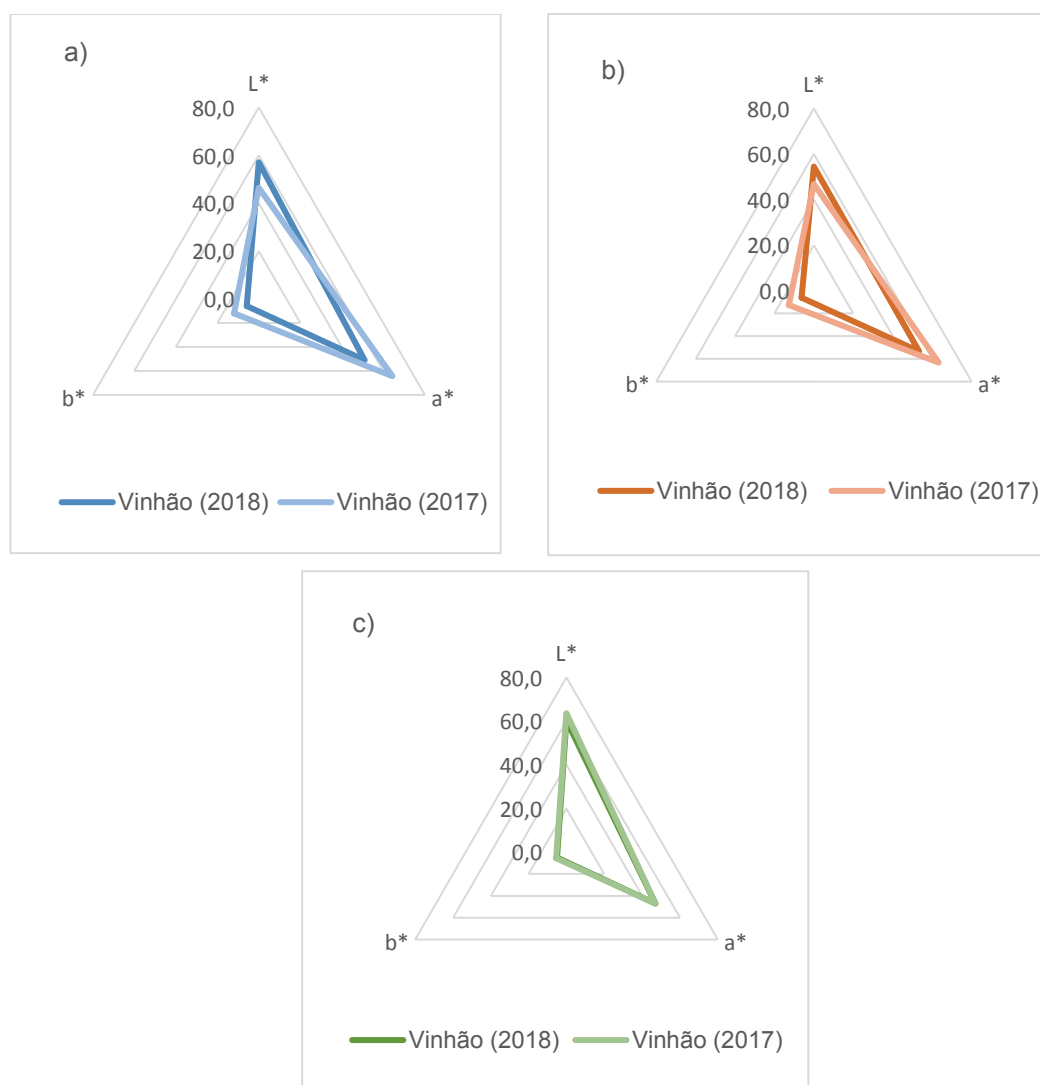 a)
L*
80,0
60,0
40,0
20,0
0,0
b*
a*
Vinhão (2018)
Vinhão (2017)
b)
L*
80,0
60,0
40,0
20,0
0,0
b*
a*
Vinhão (2018)
Vinhão (2017)
c)
L*
80,0
60,0
40,0
20,0
0,0
b*
a*
Vinhão (2018)
Vinhão (2017)